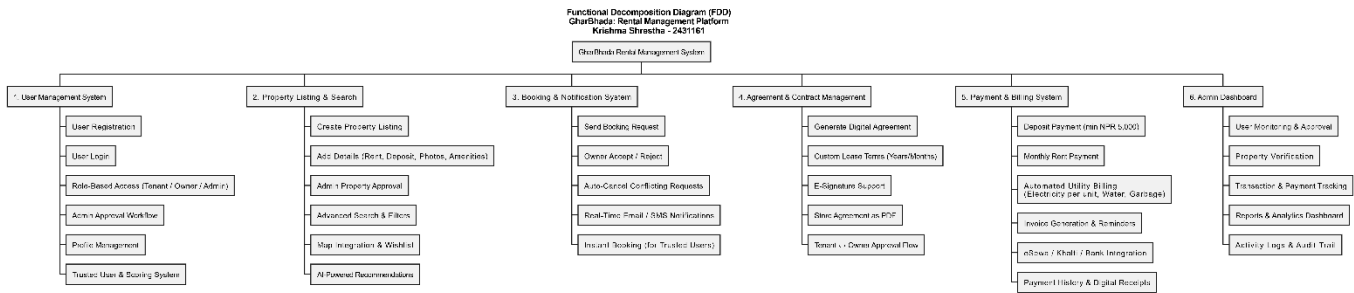 Functional Decomposition Diagram (FDD)
GharBhada: Rental Management Platform
Krishma Shrestha - 2431161
GharBhada Rental Management System
1. User Management System
User Registration
User Login
Role-Based Access (Tenant / Owner / Admin)
Admin Approval Workflow
Profile Management
Trusted User & Scoring System
2. Property Listing & Search
Create Property Listing
Add Details (Rent, Deposit, Photos, Amenities)
Admin Property Approval
Advanced Search & Filters
Map Integration & Wishlist
AI-Powered Recommendations
3. Booking & Notification System
Send Booking Request
Owner Accept / Reject
Auto-Cancel Conflicting Requests
Real-Time Email / SMS Notifications
Instant Booking (for Trusted Users)
4. Agreement & Contract Management
Generate Digital Agreement
Custom Lease Terms (Years/Months)
E-Signature Support
Store Agreement as PDF
Tenant Owner Approval Flow
5. Payment & Billing System
Deposit Payment (min NPR 5,000)
Monthly Rent Payment
Automated Utility Billing
(Electricity per unit, Water, Garbage)
Invoice Generation & Reminders
eSewa / Khalti / Bank Integration
Payment History & Digital Receipts
6. Admin Dashboard
User Monitoring & Approval
Property Verification
Transaction & Payment Tracking
Reports & Analytics Dashboard
Activity Logs & Audit Trail